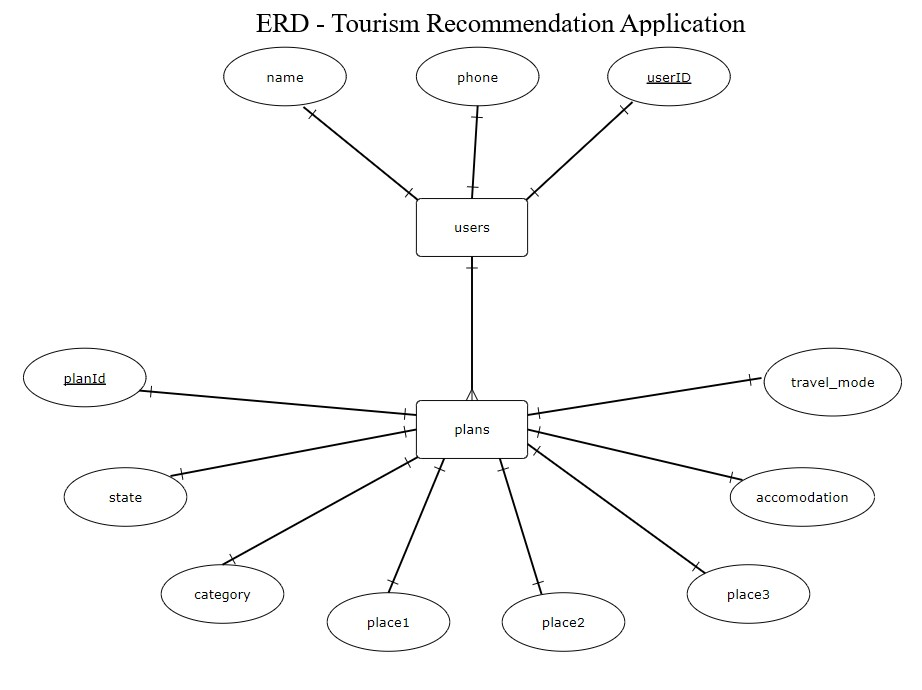 ERD - Tourism Recommendation Application
name
phone
userID
users
planId
travel_mode
plans
state
accomodation
category
place1
place2
place3